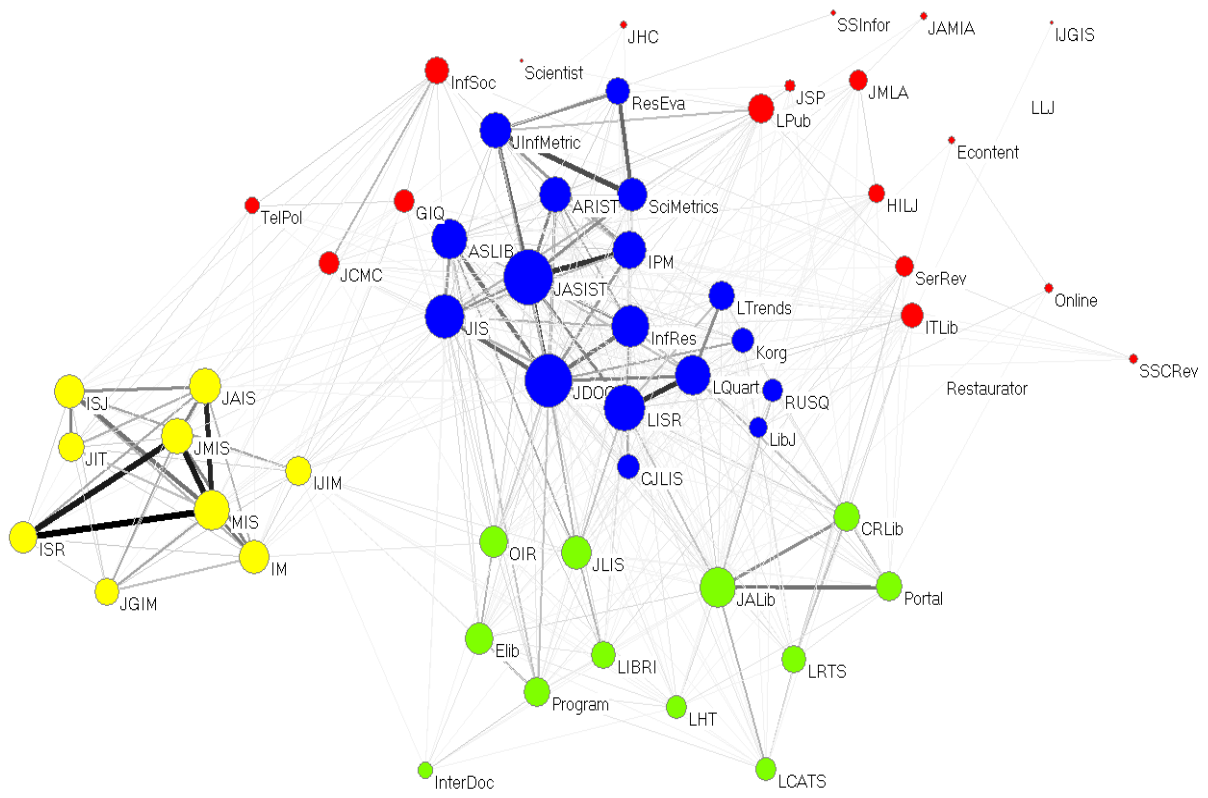 SSInfor
JAMIA
IJGIS
JHC
Scientist
InfSoc
ResEva
JSP
JMLA
LPub
LLJ
JInfMetric
Econtent
ARIST
SciMetrics
HILJ
TelPol
GIQ
ASLIB
IPM
JCMC
JASIST
SerRev
LTrends
Online
JIS
InfRes
ITLib
Korg
SSCRev
JDOC
LQuart
Restaurator
ISJ
JAIS
LISR
RUSQ
LibJ
JMIS
JIT
IJIM
CJLIS
MIS
CRLib
ISR
OIR
JLIS
IM
JALib
Portal
JGIM
Elib
LIBRI
LRTS
Program
LHT
InterDoc
LCATS